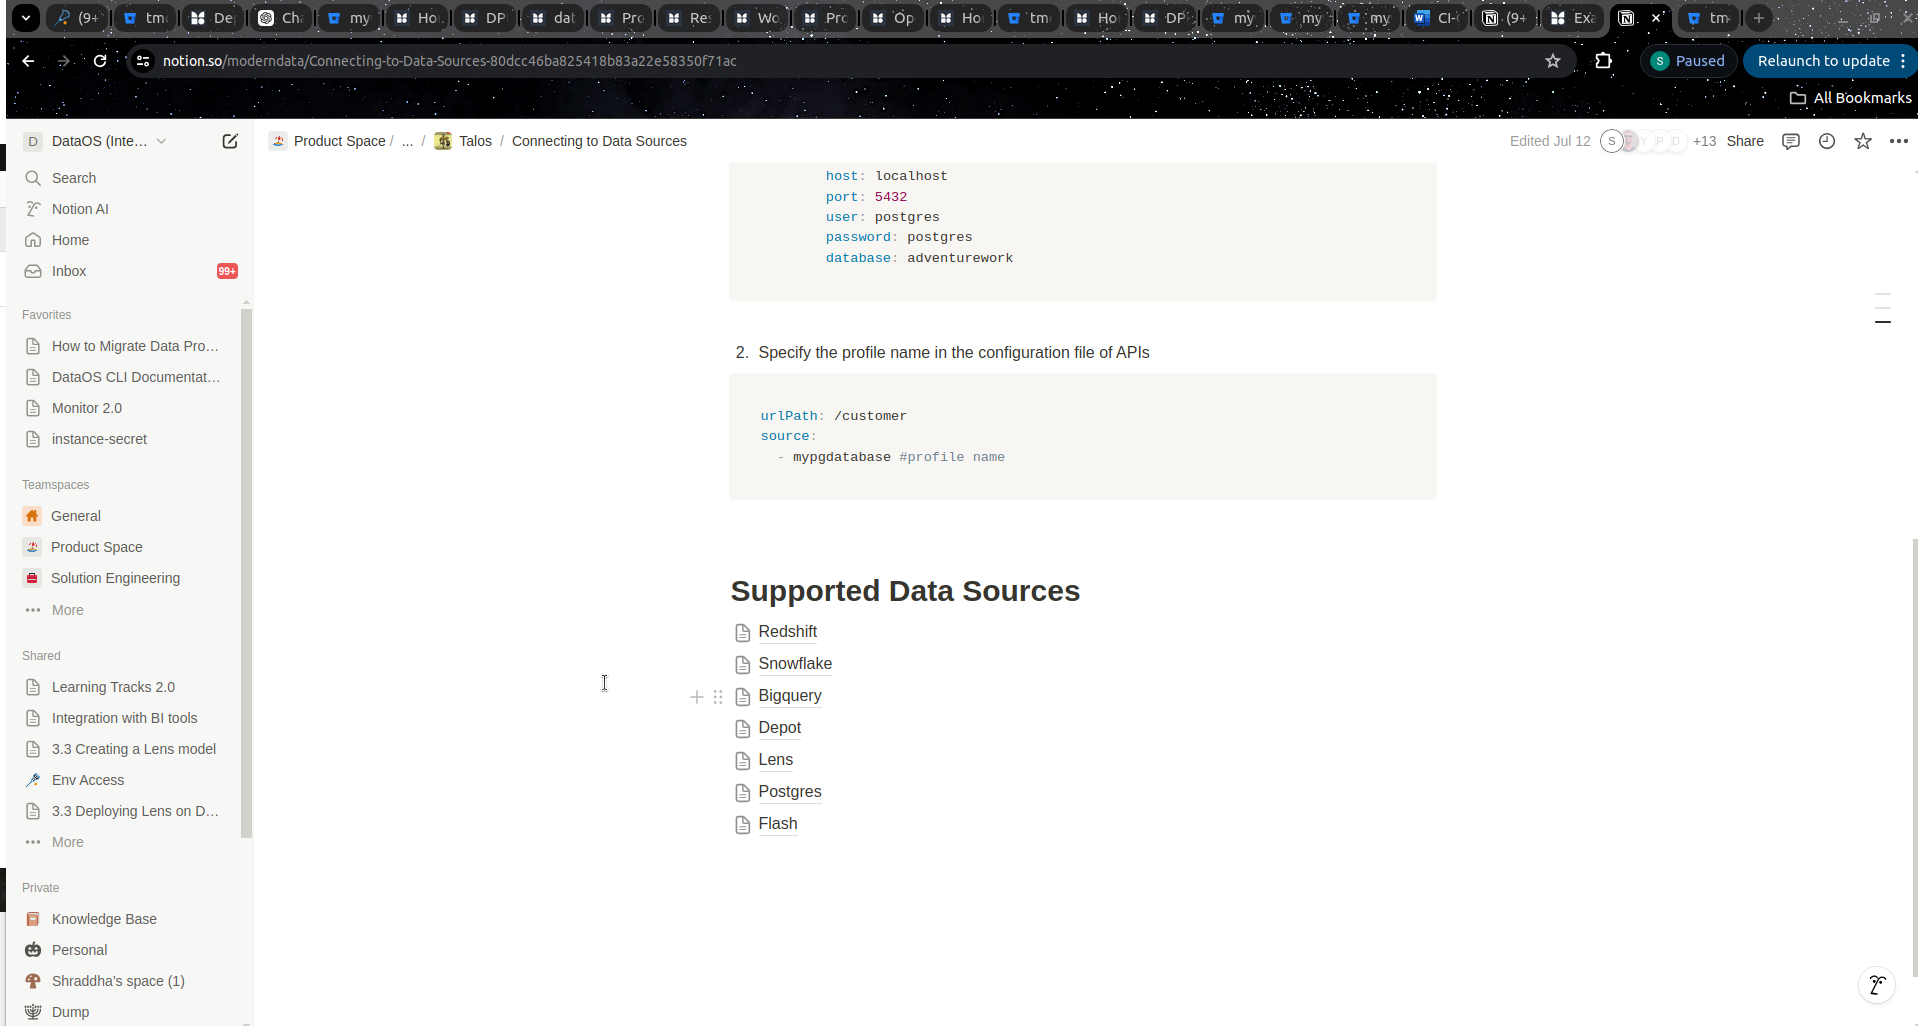 (9+
tm
De
Cha
my
Ho
DP
dat
Pro
Res
Wo
Pro
Op
Ho
tm
Ho
DP
my
my
my
CI-
(9+
Exa
tm
notion.so/moderndata/Connecting-to-Data-Sources-80dcc46ba825418b83a22e58350f71ac
S Paused
Relaunch to update
All Bookmarks
D DataOS (Inte…
Product Space / ... / Talos / Connecting to Data Sources
Edited Jul 12 S Y P D +13 Share
Search
Notion AI
Home
Inbox 99+
Favorites
How to Migrate Data Pro…
DataOS CLI Documentat…
Monitor 2.0
instance-secret
Teamspaces
General
Product Space
Solution Engineering
More
Shared
Learning Tracks 2.0
Integration with BI tools
3.3 Creating a Lens model
Env Access
3.3 Deploying Lens on D…
More
Private
Knowledge Base
Personal
Shraddha's space (1)
Dump
host: localhost
port: 5432
user: postgres
password: postgres
database: adventurework
2. Specify the profile name in the configuration file of APIs
urlPath: /customer
source:
- mypgdatabase #profile name
Supported Data Sources
Redshift
Snowflake
Bigquery
Depot
Lens
Postgres
Flash